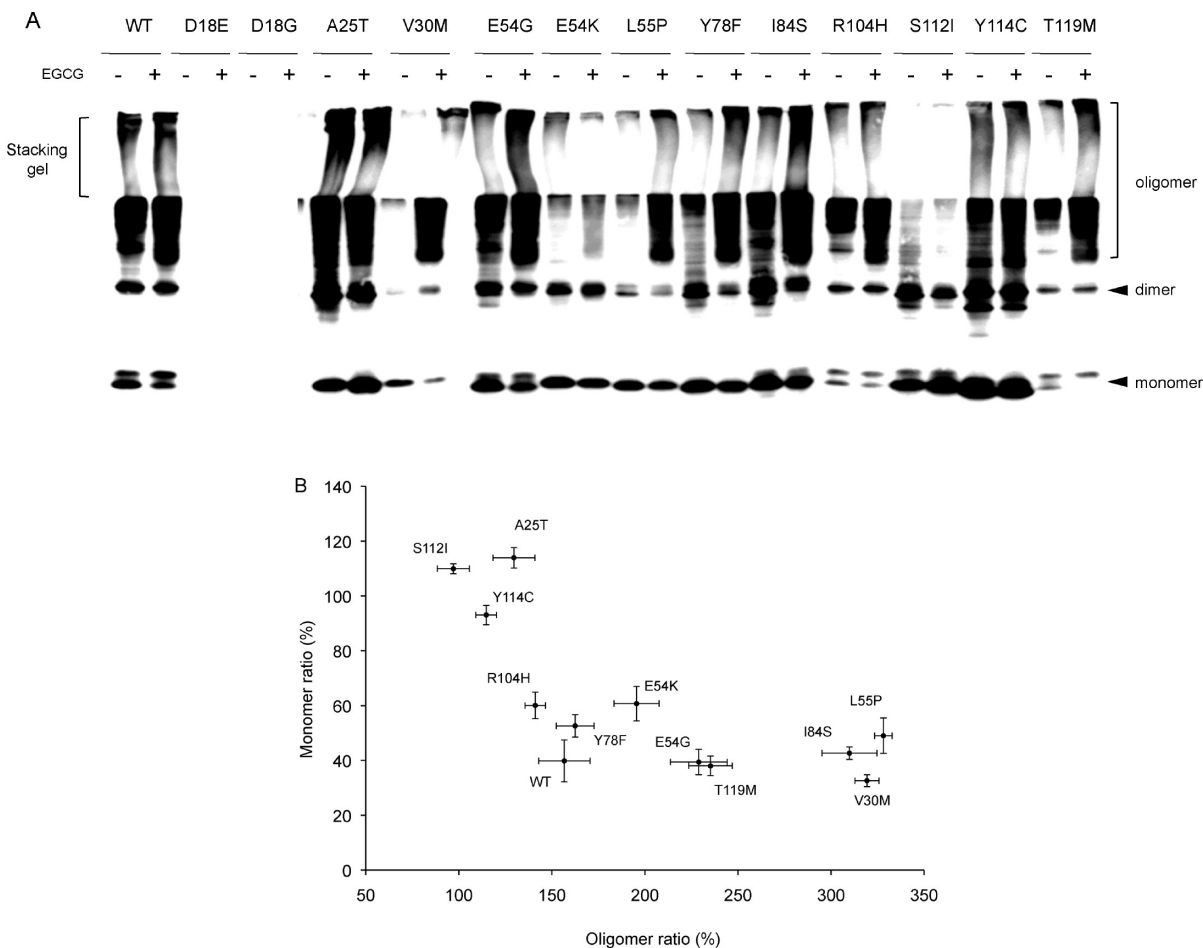 A
WT D18E D18G A25T V30M E54G E54K L55P Y78F I84S R104H S112I Y114C T119M
EGCG - + - + - + - + - + - + - + - + - + - + - + - + - + - +
Stacking
gel
oligomer
dimer
monomer
B
Monomer ratio (%)
140
120
100
80
60
40
20
0
A25T
S112I
Y114C
R104H
E54K
Y78F
WT
E54G
T119M
L55P
I84S
V30M
50 100 150 200 250 300 350
Oligomer ratio (%)